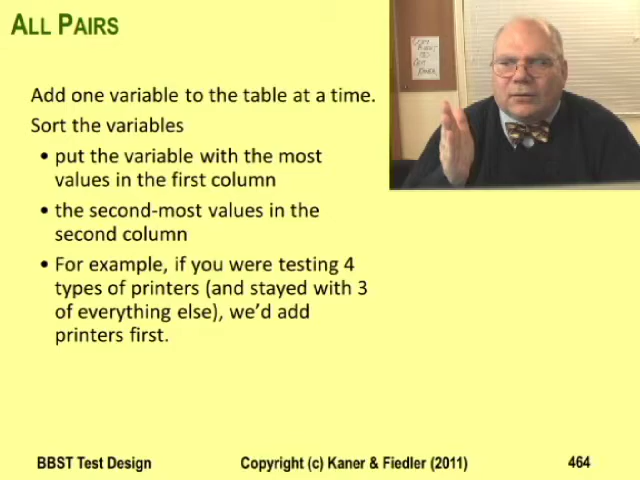 ALL PAIRS
Add one variable to the table at a time.
Sort the variables
• put the variable with the most
values in the first column
• the second-most values in the
second column
• For example, if you were testing 4
types of printers (and stayed with 3
of everything else), we'd add
printers first.
BBST Test Design
Copyright (c) Kaner & Fiedler (2011)
464